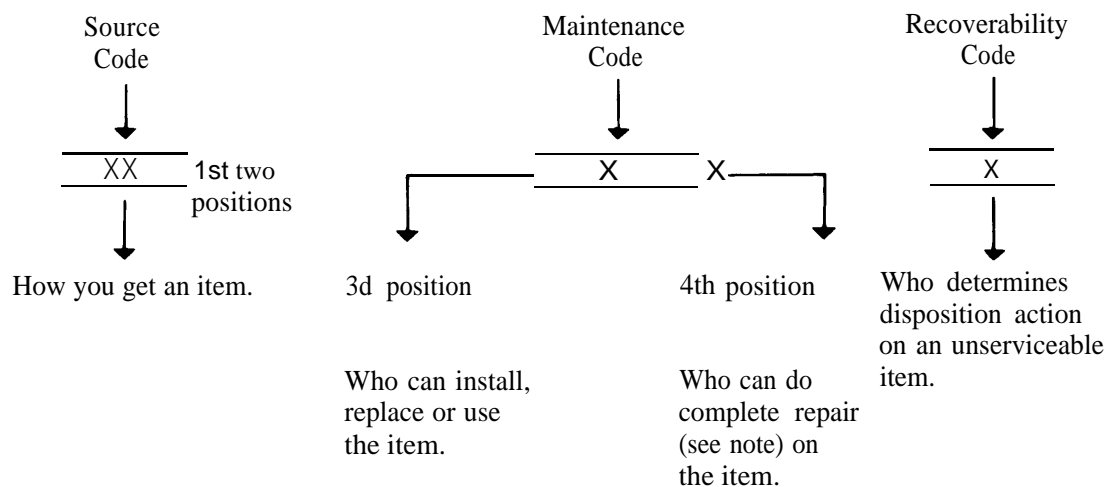 Source
Code
XX
1st two
positions
How you get an item.
Maintenance
Code
X
X
3d position
Who can install,
replace or use
the item.
4th position
Who can do
complete repair
(see note) on
the item.
Recoverability
Code
X
Who determines
disposition action
on an unserviceable
item.